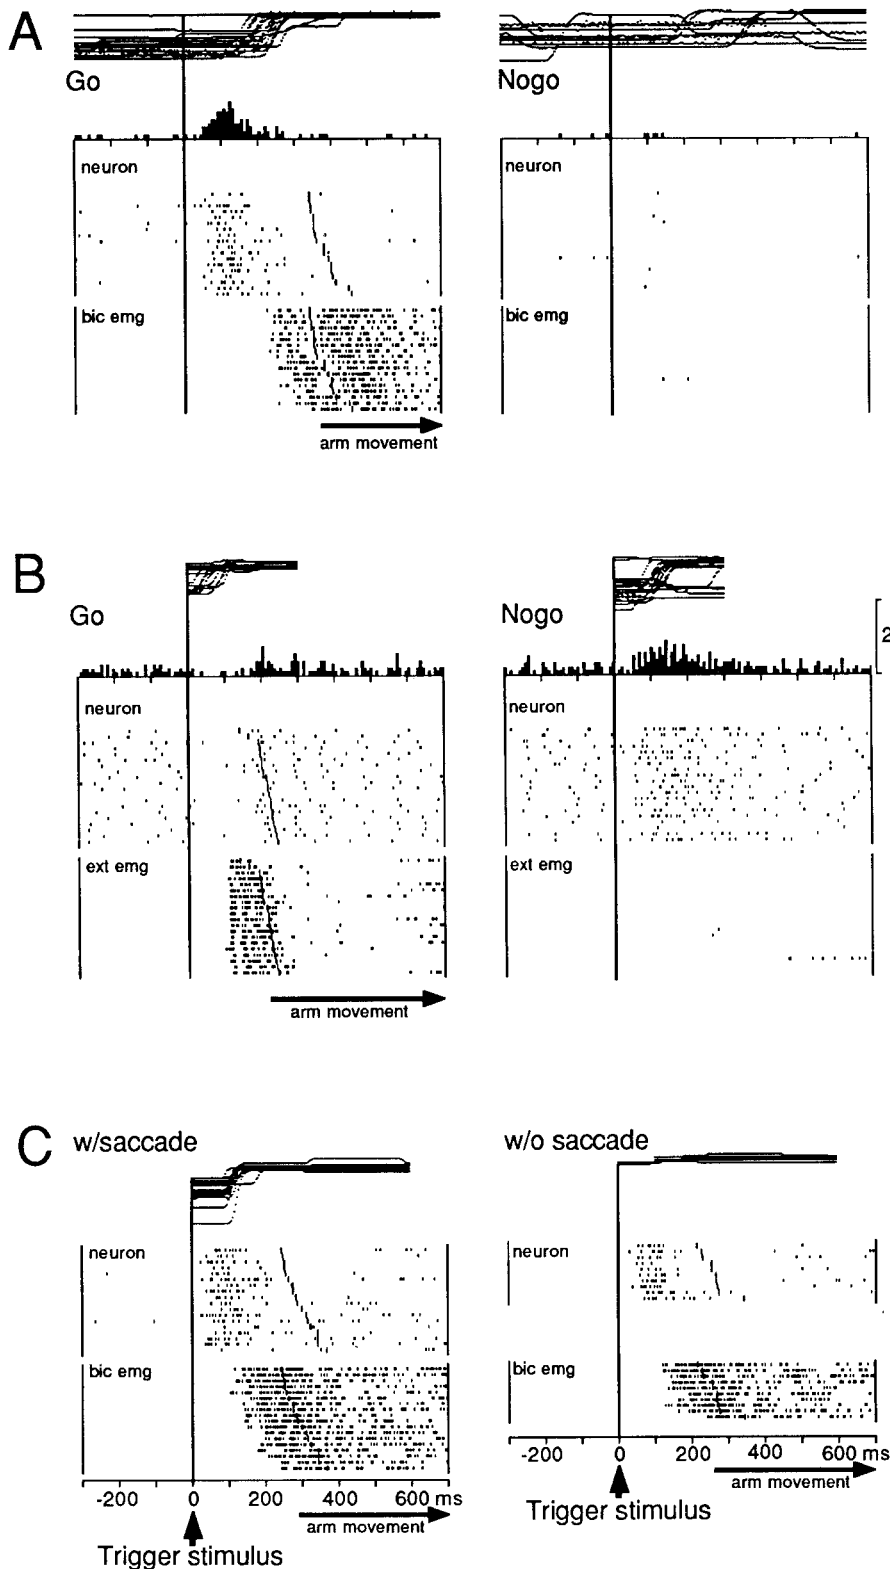 A
Go
Nogo
neuron
neuron
bic emg
bic emg
arm movement
B
Go
Nogo
2
neuron
neuron
ext emg
ext emg
arm movement
C
w/saccade
w/o saccade
neuron
neuron
bic emg
bic emg
-200 0 200 400 600 ms
-200 0 200 400 600 ms
arm movement
arm movement
Trigger stimulus
Trigger stimulus